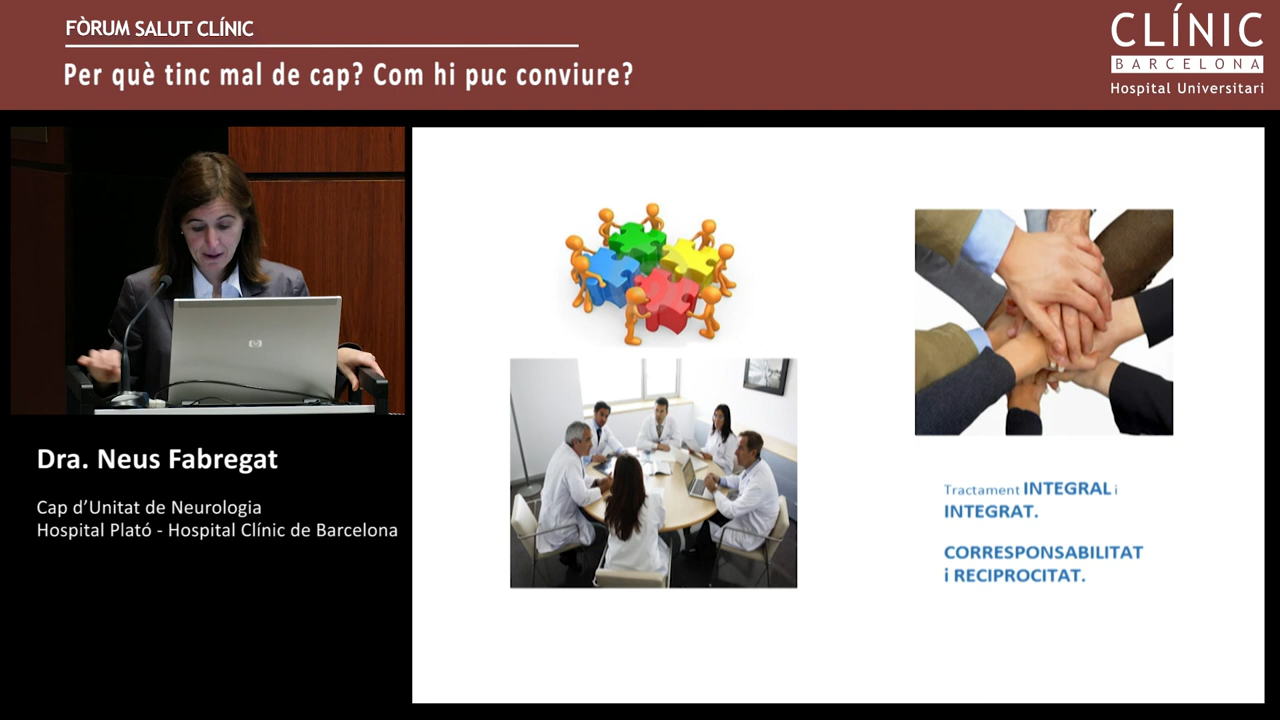 FÒRUM SALUT CLÍNIC
Per què tinc mal de cap? Com hi puc conviure?
CLÍNIC
BARCELONA
Hospital Universitari
Dra. Neus Fabregat
Cap d'Unitat de Neurologia
Hospital Plató - Hospital Clínic de Barcelona
Tractament INTEGRAL i
INTEGRAT.
CORRESPONSABILITAT
i RECIPROCITAT.
hp